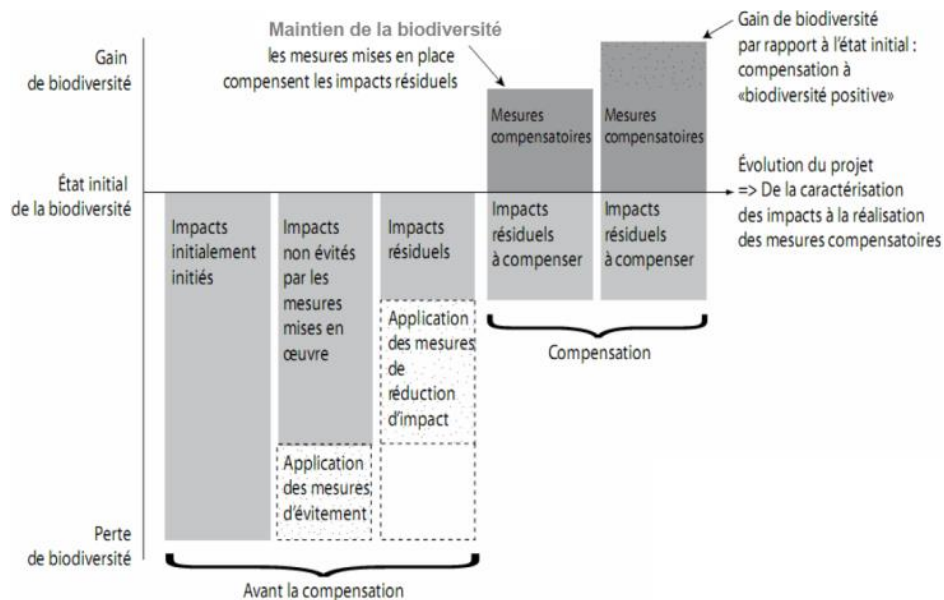 Gain
de biodiversité
Maintien de la biodiversité
les mesures mises en place
compensent les impacts résiduels
Gain de biodiversité
par rapport à l'état initial :
compensation à
«biodiversité positive»
Mesures
compensatoires
Mesures
compensatoires
État initial
de la biodiversité
Évolution du projet
=> De la caractérisation
des impacts à la réalisation
des mesures compensatoires
Impacts
initialement
initiés
Impacts
non évités
par les
mesures
mises en
œuvre
Impacts
résiduels
Impacts
résiduels
à compenser
Impacts
résiduels
à compenser
Application
des mesures
de
réduction
d'impact
Compensation
Application
des mesures
d'évitement
Perte
de biodiversité
Avant la compensation